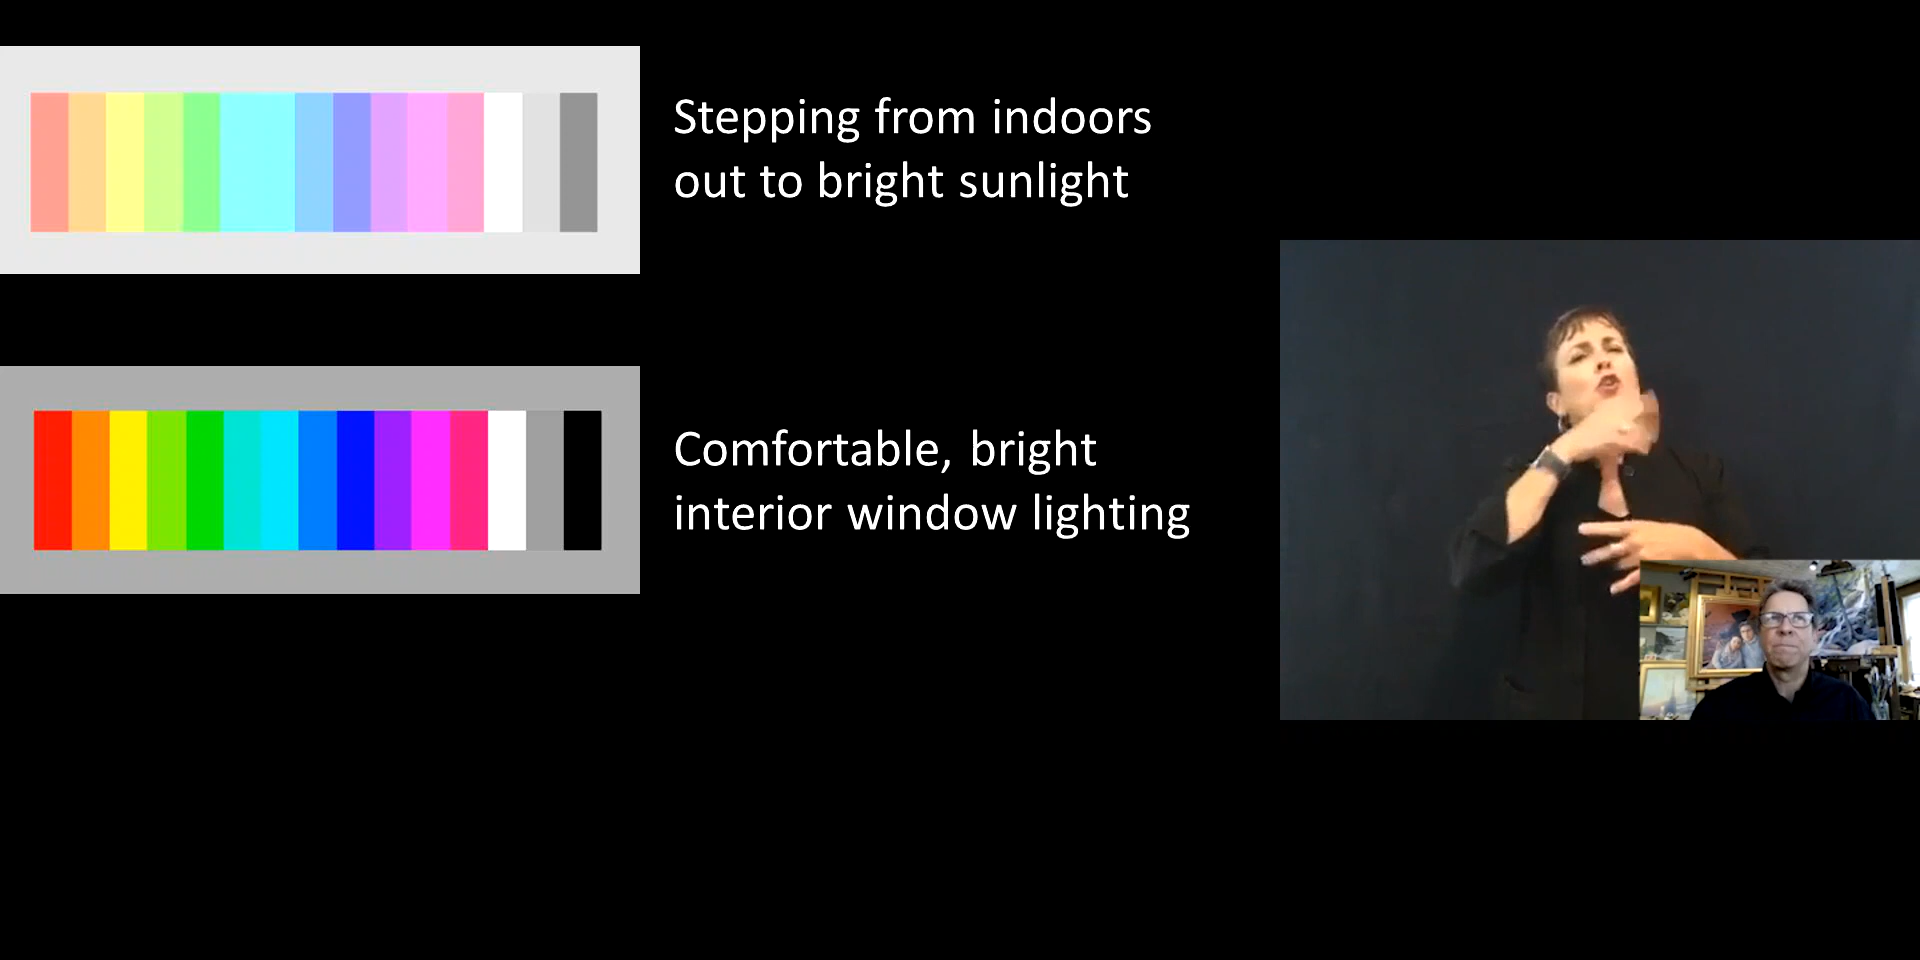 Stepping from indoors
out to bright sunlight
Comfortable, bright
interior window lighting